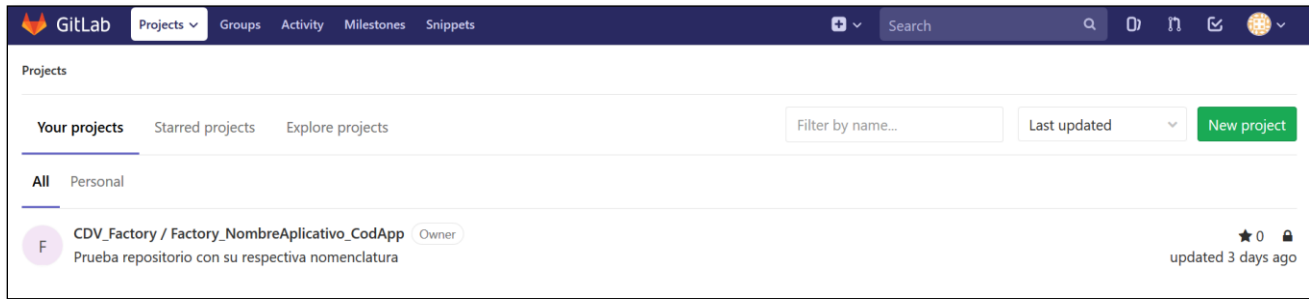 GitLab Projects Groups Activity Milestones Snippets Search
Projects
Your projects Starred projects Explore projects Filter by name... Last updated New project
All Personal
F CDV_Factory / Factory_NombreAplicativo_CodApp Owner 0
Prueba repositorio con su respectiva nomenclatura updated 3 days ago